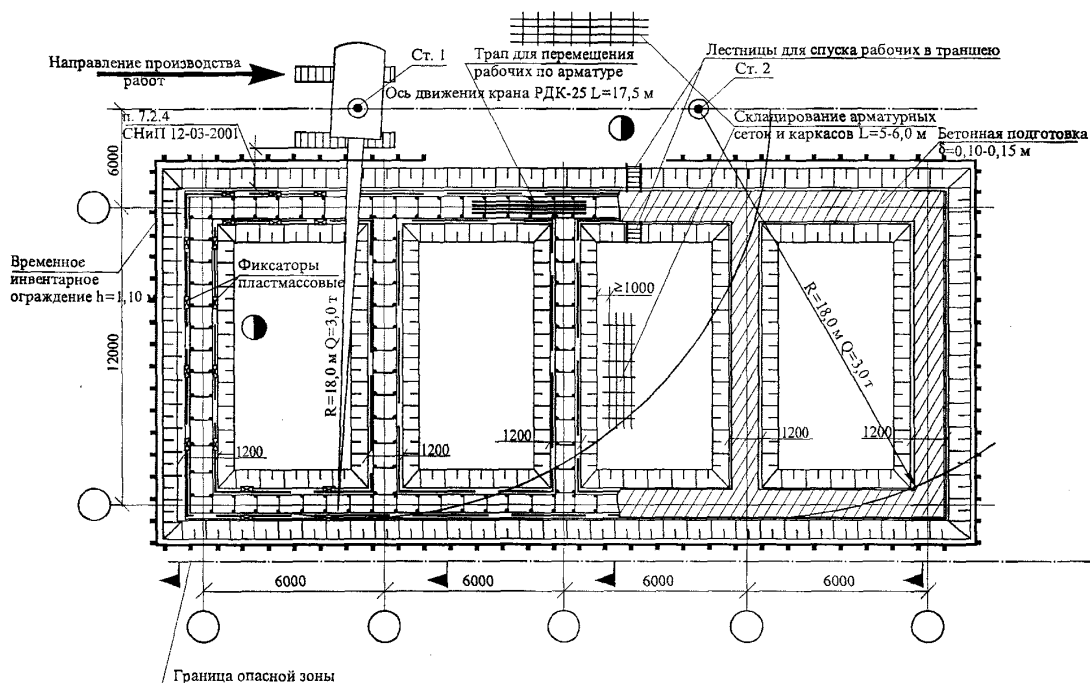 Направление производства
работ
Ст. 1
Трап для перемещения
рабочих по арматуре
Лестницы для спуска рабочих в траншею
Ст. 2
Ось движения крана РДК-25 L=17,5 м
п. 7.2.4
СНиП 12-03-2001
Складирование арматурных
сеток и каркасов L=5-6,0 м
Бетонная подготовка
δ=0,10-0,15 м
6000
Временное
инвентарное
ограждение h=1,10 м
Фиксаторы
пластмассовые
≥1000
R=18,0 м Q=3,0 т
R=18,0 м Q=3,0 т
12000
1200
1200
1200
1200
1200
6000
6000
6000
6000
Граница опасной зоны